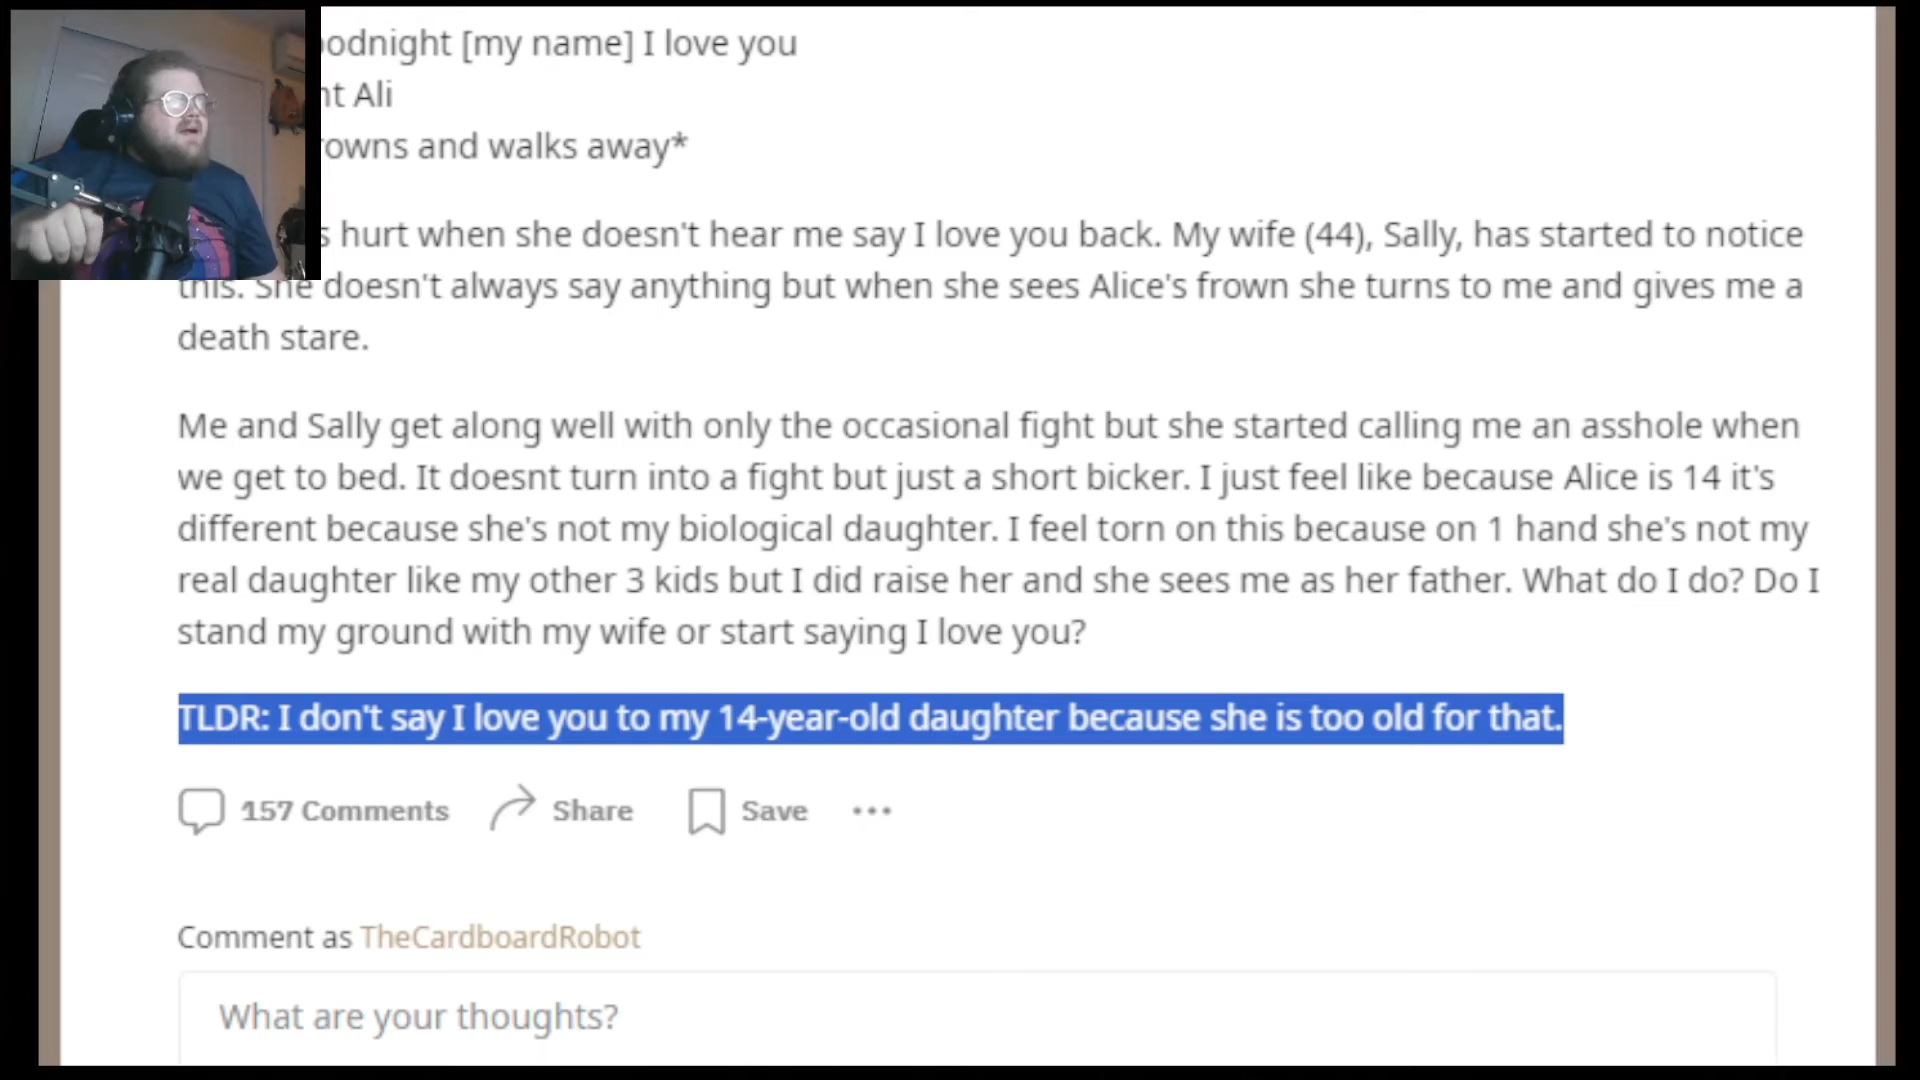 odnight [my name] I love you
nt Ali
rowns and walks away*
s hurt when she doesn't hear me say I love you back. My wife (44), Sally, has started to notice
this. She doesn't always say anything but when she sees Alice's frown she turns to me and gives me a
death stare.
Me and Sally get along well with only the occasional fight but she started calling me an asshole when
we get to bed. It doesnt turn into a fight but just a short bicker. I just feel like because Alice is 14 it's
different because she's not my biological daughter. I feel torn on this because on 1 hand she's not my
real daughter like my other 3 kids but I did raise her and she sees me as her father. What do I do? Do I
stand my ground with my wife or start saying I love you?
TLDR: I don't say I love you to my 14-year-old daughter because she is too old for that.
157 Comments Share Save
Comment as TheCardboardRobot
What are your thoughts?